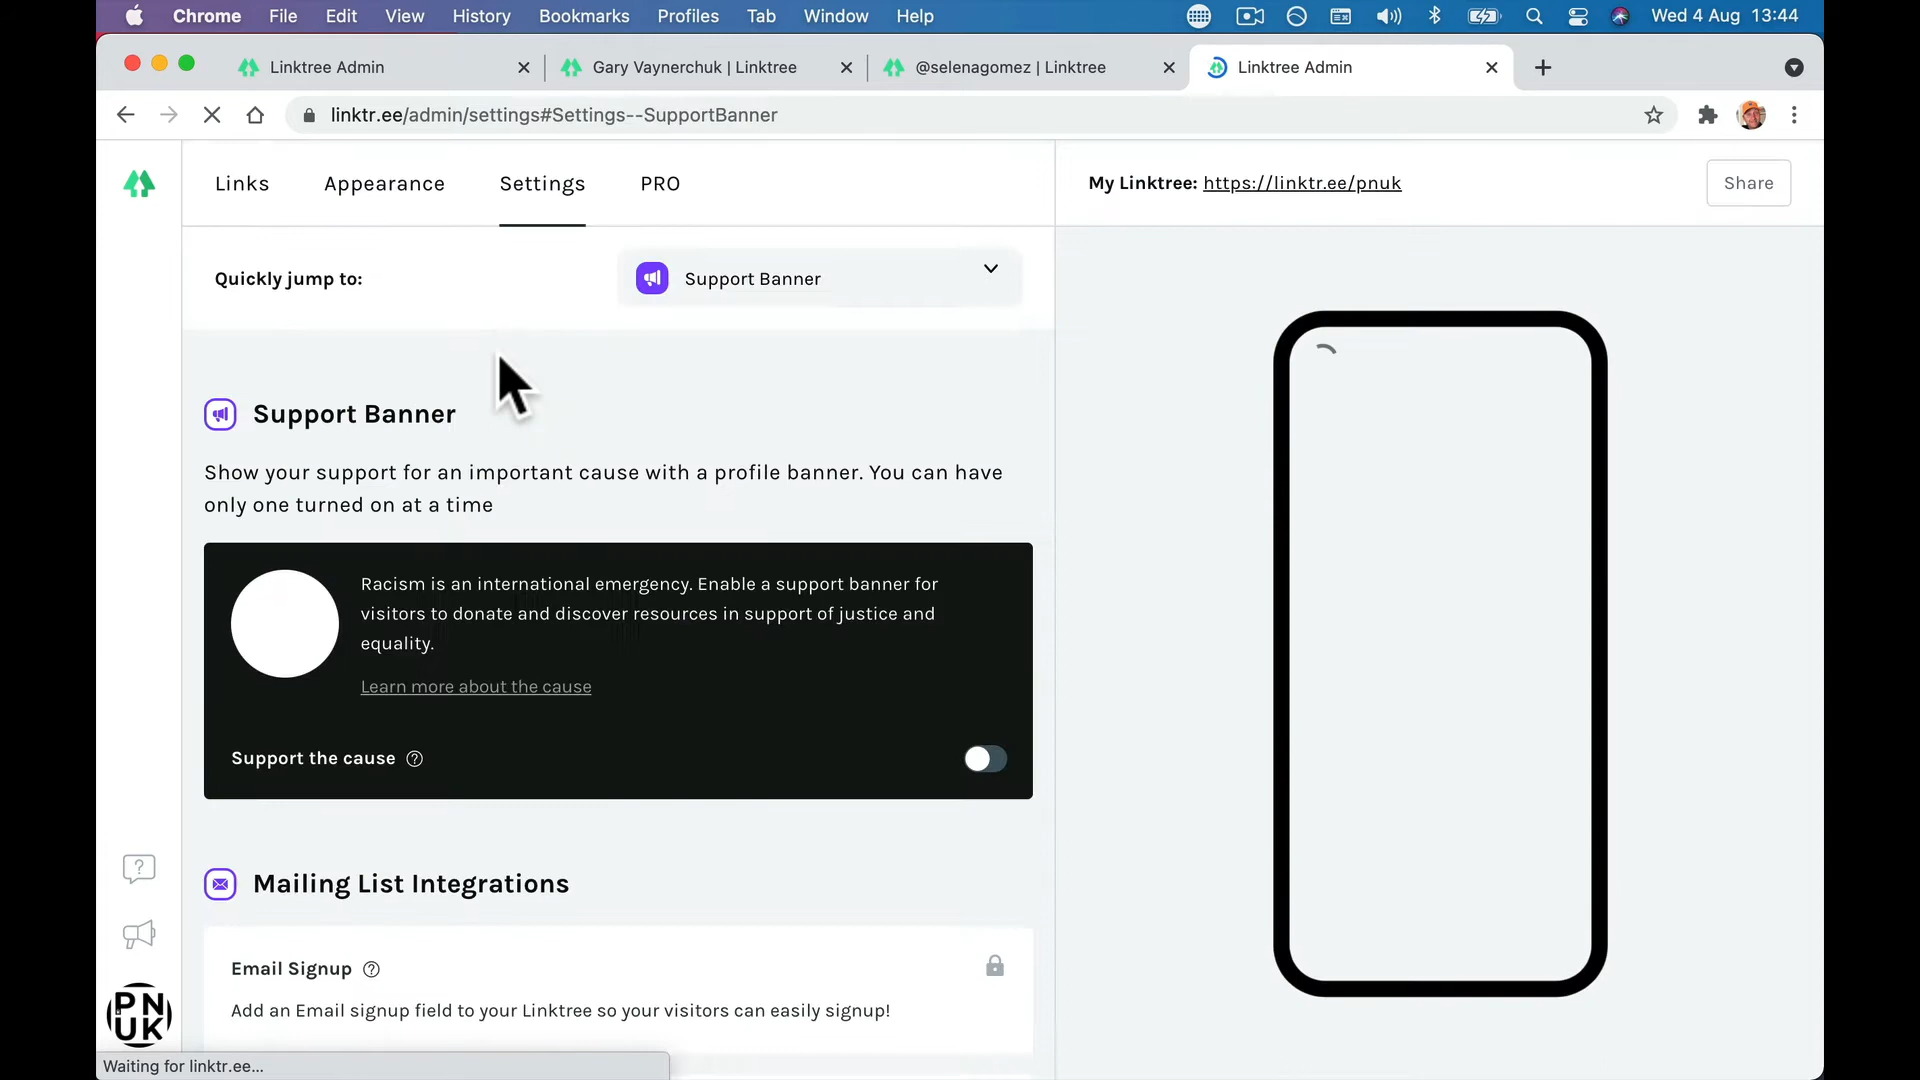 Chrome File Edit View History Bookmarks Profiles Tab Window Help Wed 4 Aug 13:44
Linktree Admin Gary Vaynerchuk | Linktree @selenagomez | Linktree Linktree Admin
linktr.ee/admin/settings#Settings--SupportBanner
Links Appearance Settings PRO My Linktree: https://linktr.ee/pnuk Share
Quickly jump to: Support Banner
Support Banner
Show your support for an important cause with a profile banner. You can have
only one turned on at a time
Racism is an international emergency. Enable a support banner for
visitors to donate and discover resources in support of justice and
equality.
Learn more about the cause
Support the cause
Mailing List Integrations
Email Signup
Add an Email signup field to your Linktree so your visitors can easily signup!
PN
UK
Waiting for linktr.ee...